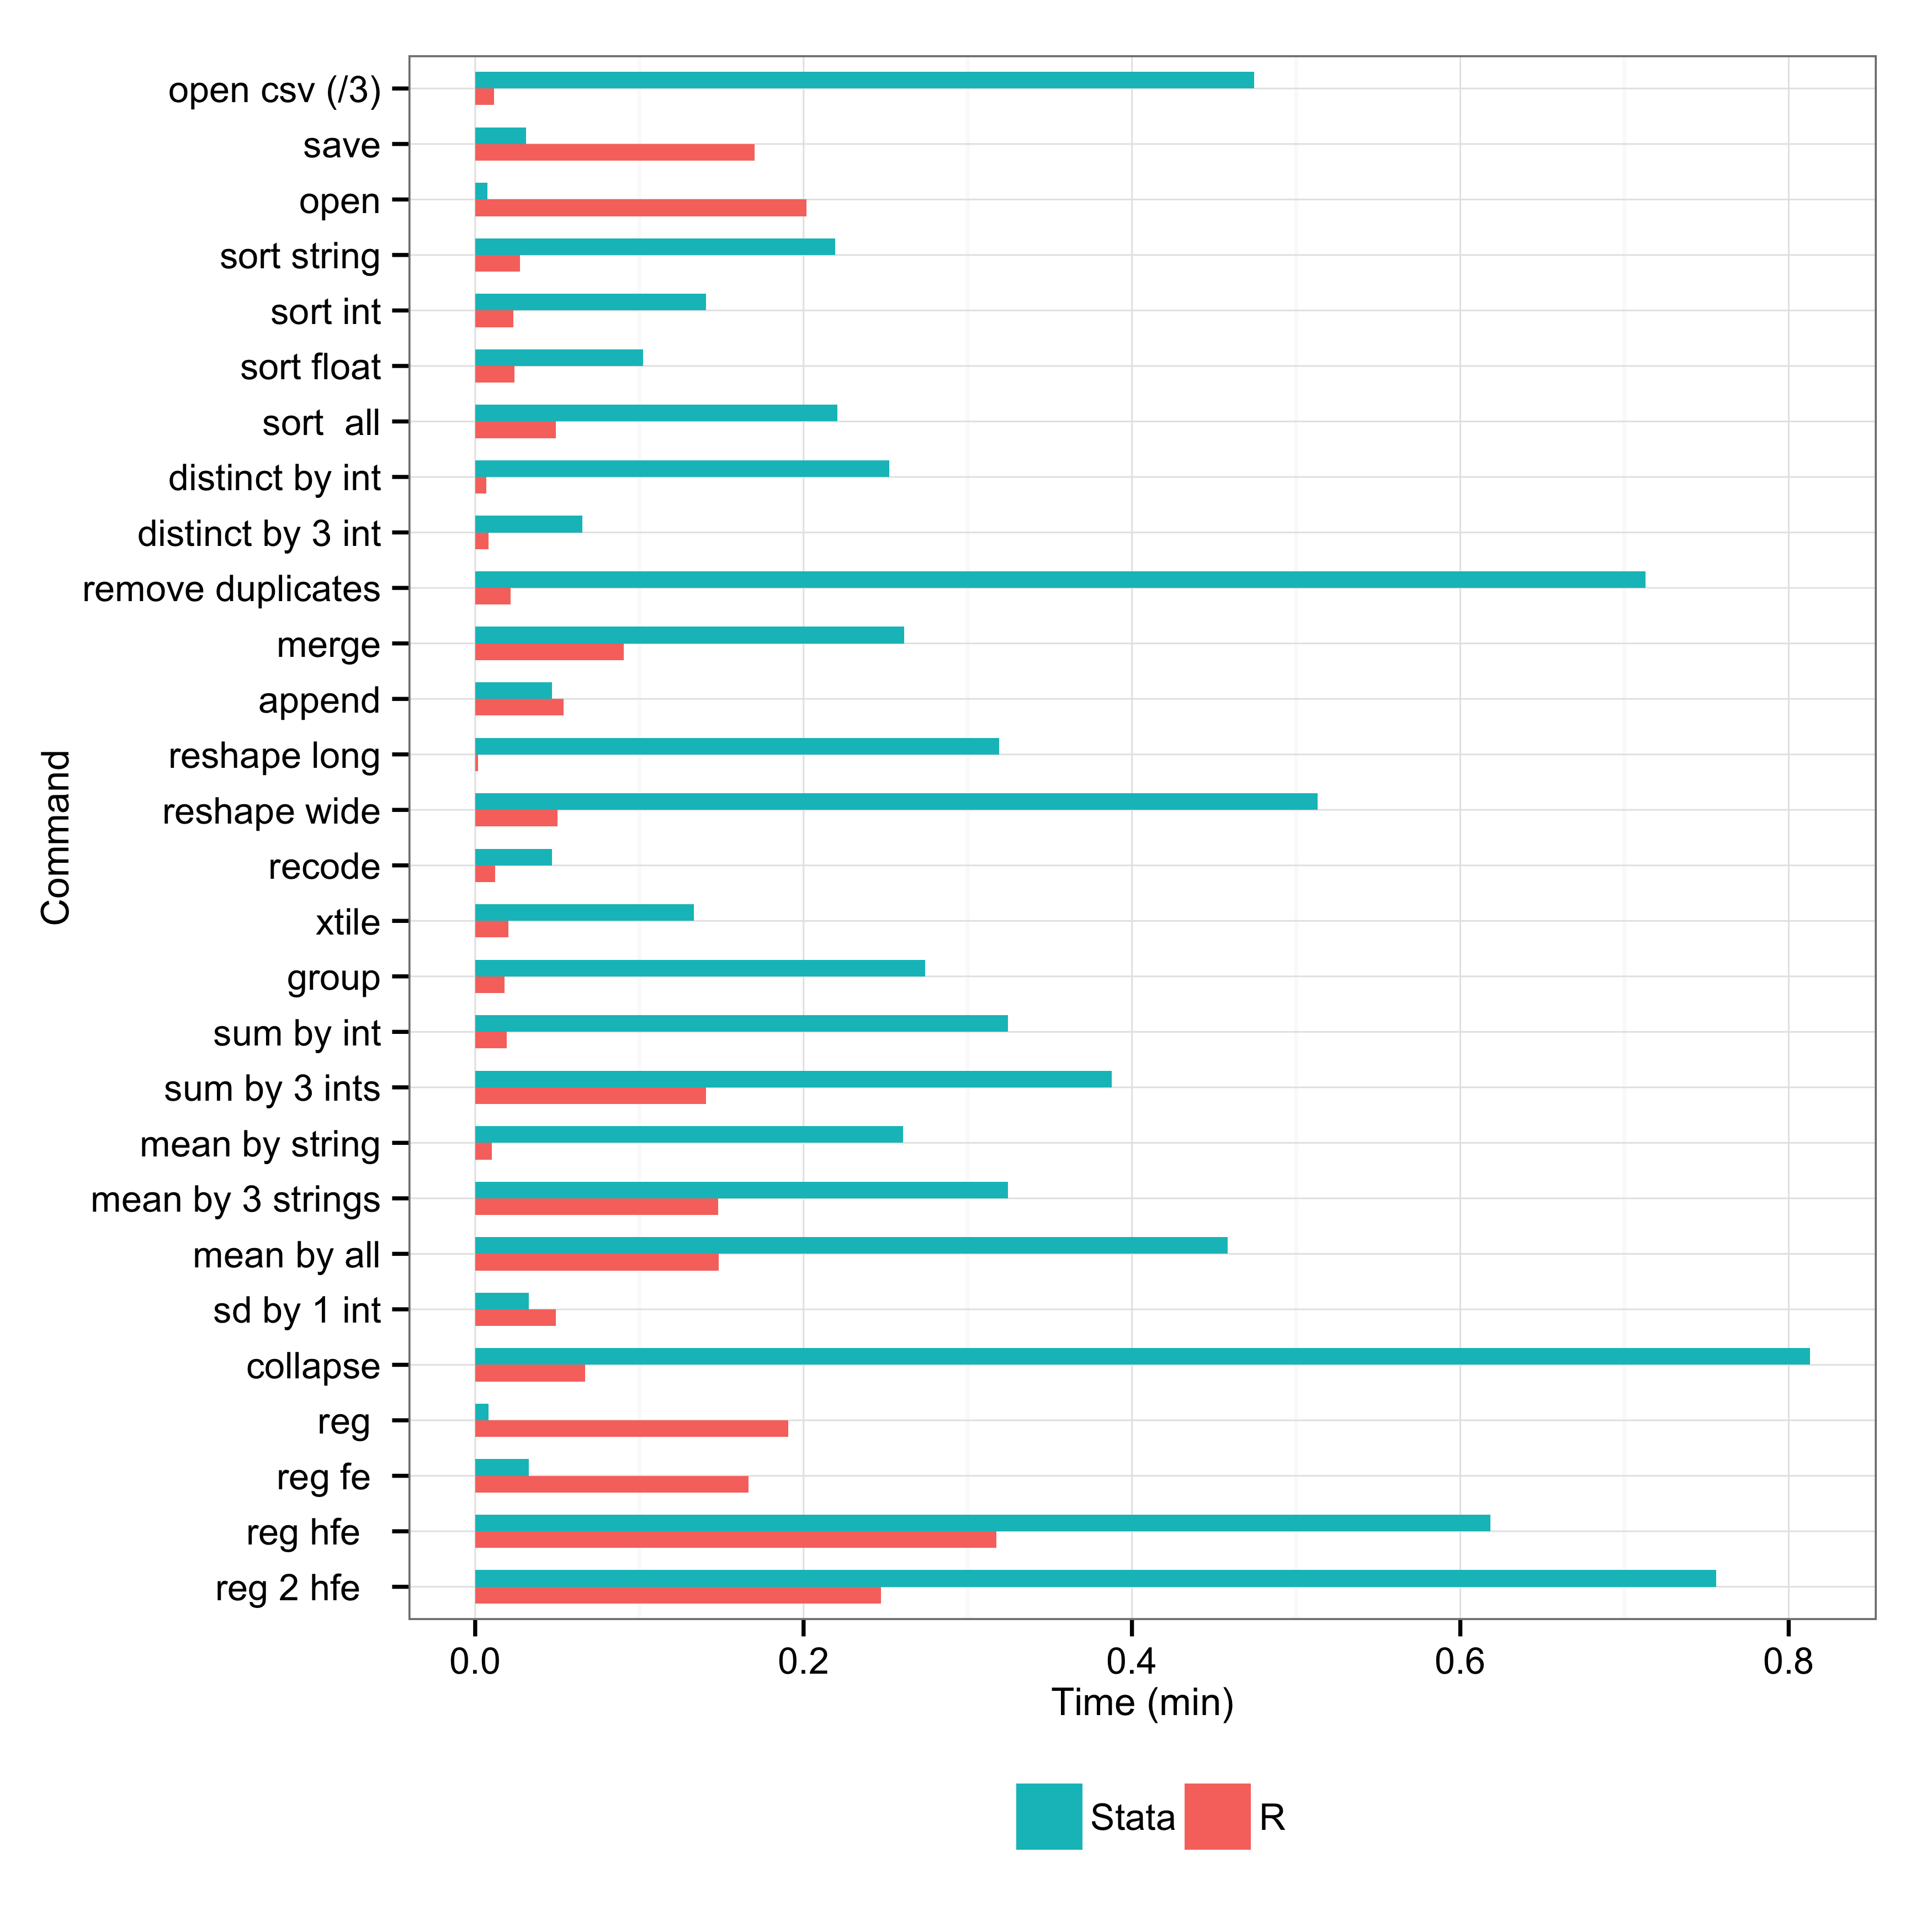 open csv (/3)
save
open
sort string
sort int
sort float
sort  all
distinct by int
distinct by 3 int
remove duplicates
merge
append
reshape long
reshape wide
recode
xtile
group
sum by int
sum by 3 ints
mean by string
mean by 3 strings
mean by all
sd by 1 int
collapse
reg
reg fe
reg hfe
reg 2 hfe
Command
0.0 0.2 0.4 0.6 0.8
Time (min)
Stata R